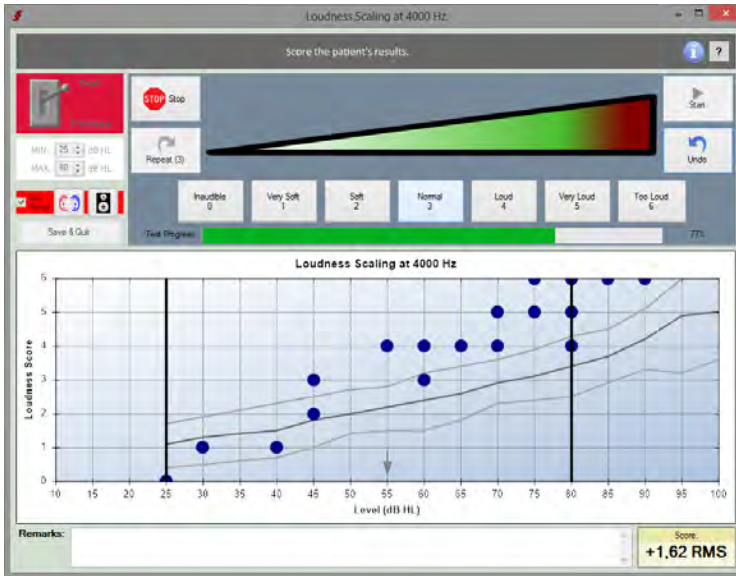 Loudness Scaling at 4000 Hz.
Score the patient's results.
?
STOP Stop
Start
MIN. 25 dB HL
MAX. 80 dB HL
Repeat (3)
Undo
Inaudible 0
Very Soft 1
Soft 2
Normal 3
Loud 4
Very Loud 5
Too Loud 6
Save & Quit
Test Progress: 77%
Loudness Scaling at 4000 Hz
Loudness Score
6
5
4
3
2
1
0
10 15 20 25 30 35 40 45 50 55 60 65 70 75 80 85 90 95 100
Level (dB HL)
Remarks:
Score:
+1,62 RMS